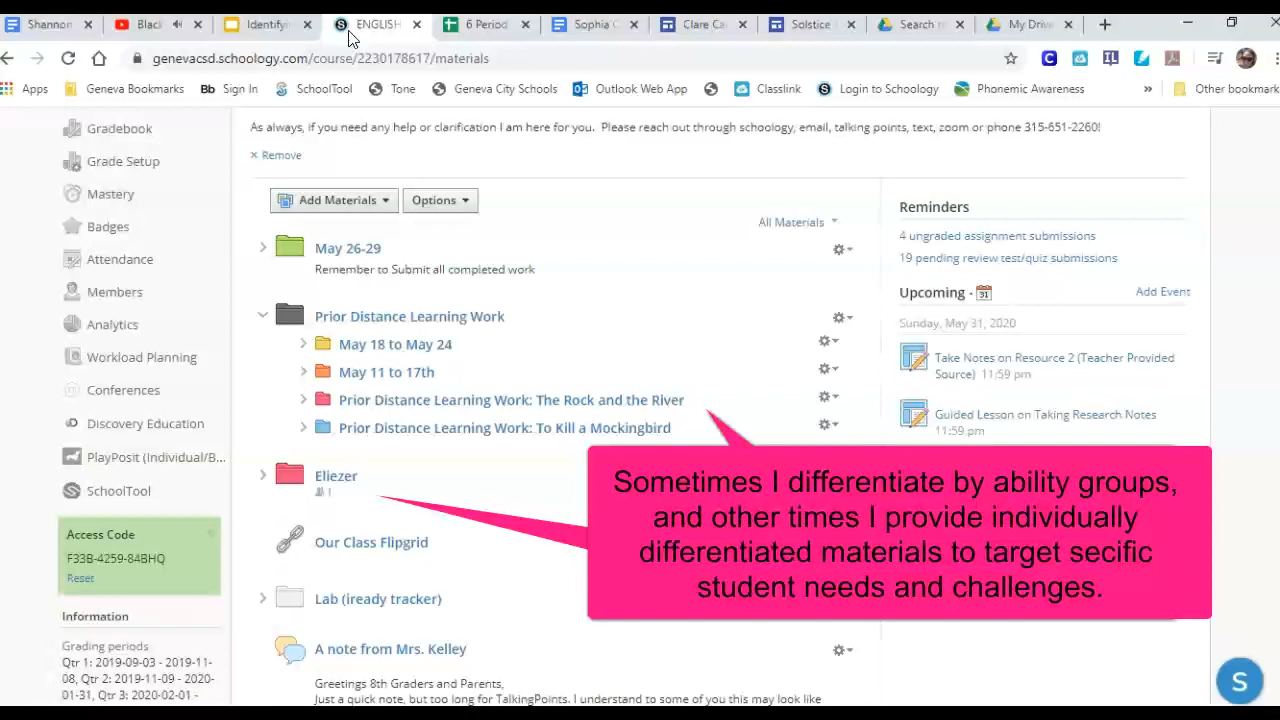 Shannon
Black
Identifyin
ENGLISH
6 Period
Sophia C
Clare Ca
Solstice
Search r
My Drive
genevacsd.schoology.com/course/2230178617/materials
Apps
Geneva Bookmarks
Bb Sign In
SchoolTool
Tone
Geneva City Schools
Outlook Web App
Classlink
Login to Schoology
Phonemic Awareness
»
Other bookmark
Gradebook
Grade Setup
Mastery
Badges
Attendance
Members
Analytics
Workload Planning
Conferences
Discovery Education
PlayPosit (Individual/B...
SchoolTool
Access Code
F33B-4259-84BHQ
Reset
Information
Grading periods
Qtr 1: 2019-09-03 - 2019-11-
08, Qtr 2: 2019-11-09 - 2020-
01-31, Qtr 3: 2020-02-01 -
As always, if you need any help or clarification I am here for you. Please reach out through schoology, email, talking points, text, zoom or phone 315-651-2260!
× Remove
Add Materials
Options
All Materials
May 26-29
Remember to Submit all completed work
Prior Distance Learning Work
May 18 to May 24
May 11 to 17th
Prior Distance Learning Work: The Rock and the River
Prior Distance Learning Work: To Kill a Mockingbird
Eliezer
1
Our Class Flipgrid
Lab (iready tracker)
A note from Mrs. Kelley
Greetings 8th Graders and Parents,
Just a quick note, but too long for TalkingPoints. I understand to some of you this may look like
Reminders
4 ungraded assignment submissions
19 pending review test/quiz submissions
Upcoming · 31
Add Event
Sunday, May 31, 2020
Take Notes on Resource 2 (Teacher Provided
Source) 11:59 pm
Guided Lesson on Taking Research Notes
11:59 pm
Sometimes I differentiate by ability groups,
and other times I provide individually
differentiated materials to target secific
student needs and challenges.
S